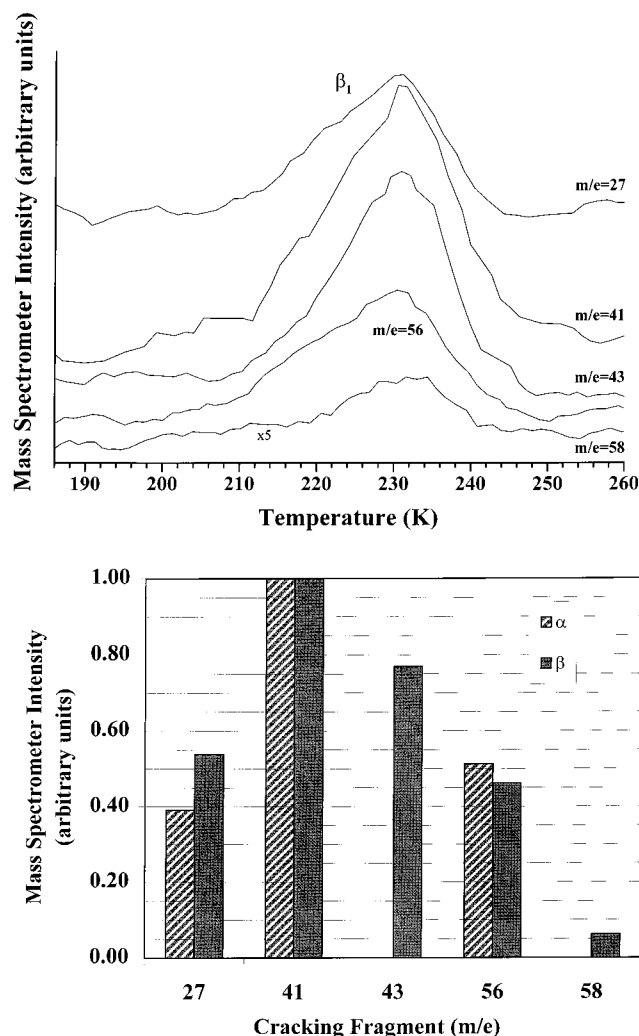 Mass Spectrometer Intensity (arbitrary units)
β1
m/e=27
m/e=41
m/e=56
m/e=43
x5
m/e=58
190 200 210 220 230 240 250 260
Temperature (K)
Mass Spectrometer Intensity
(arbitrary units)
1.00
0.80
0.60
0.40
0.20
0.00
α
β
27 41 43 56 58
Cracking Fragment (m/e)